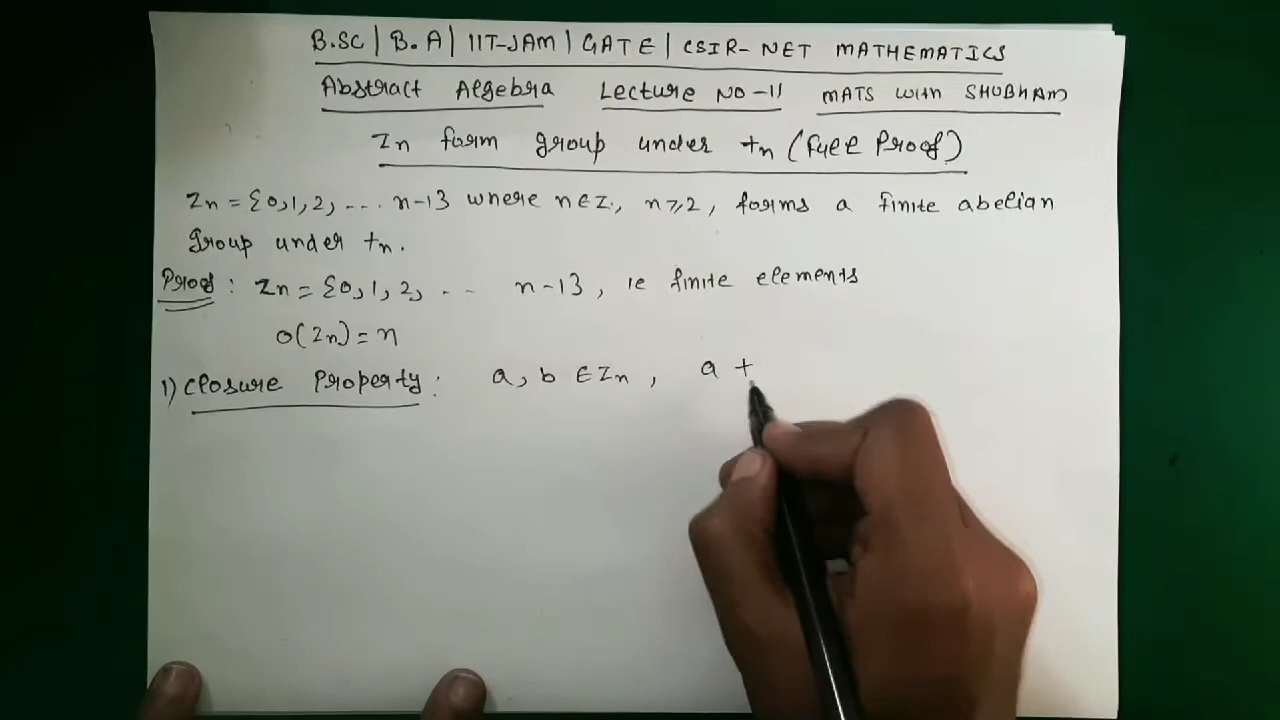 B.SC | B.A | IIT-JAM | GATE | CSIR-NET MATHEMATICS
Abstract Algebra Lecture NO-11 MATS with SHUBHAM
Zn form group under +n (Full Proof)
Zn = {0,1,2, ... n-1} where n∈Z, n≥2, forms a finite abelian
group under +n.
Proof : Zn = {0,1,2, .. n-1}, ie finite elements
O(Zn) = n
1) Closure Property : a, b ∈ Zn , a +